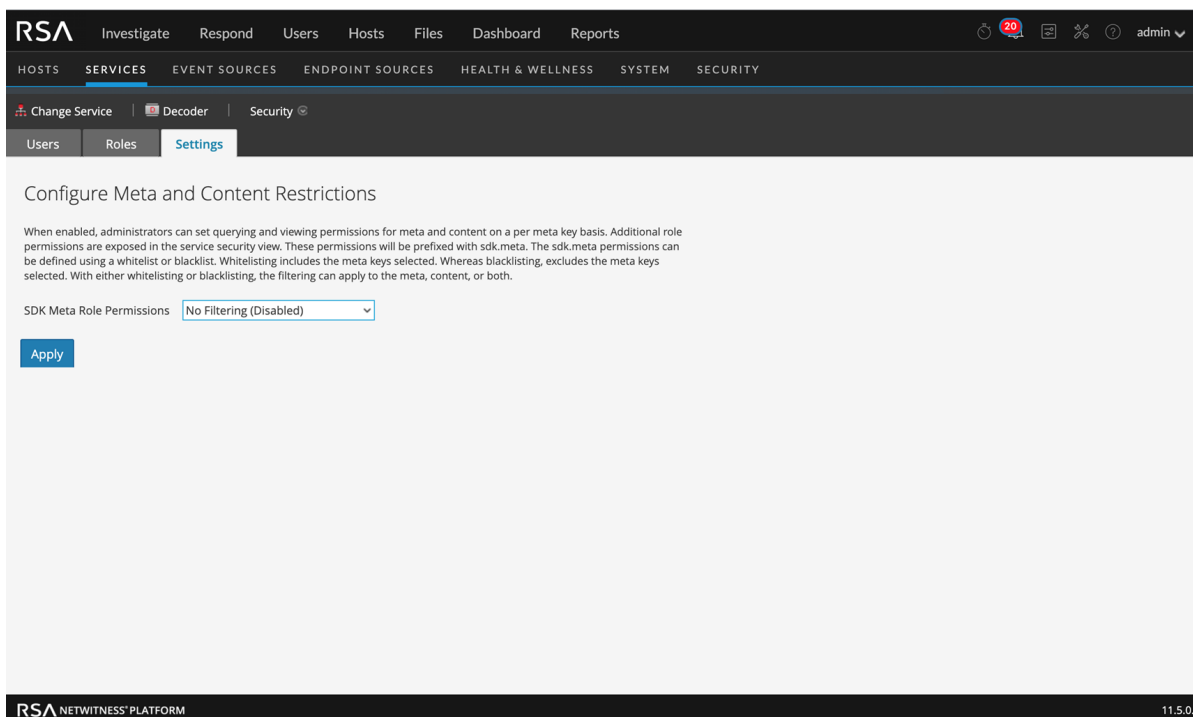 RSA Investigate Respond Users Hosts Files Dashboard Reports 20 admin
HOSTS SERVICES EVENT SOURCES ENDPOINT SOURCES HEALTH & WELLNESS SYSTEM SECURITY
Change Service Decoder Security
Users Roles Settings
Configure Meta and Content Restrictions
When enabled, administrators can set querying and viewing permissions for meta and content on a per meta key basis. Additional role
permissions are exposed in the service security view. These permissions will be prefixed with sdk.meta. The sdk.meta permissions can
be defined using a whitelist or blacklist. Whitelisting includes the meta keys selected. Whereas blacklisting, excludes the meta keys
selected. With either whitelisting or blacklisting, the filtering can apply to the meta, content, or both.
SDK Meta Role Permissions No Filtering (Disabled)
Apply
RSA NETWITNESS® PLATFORM 11.5.0.